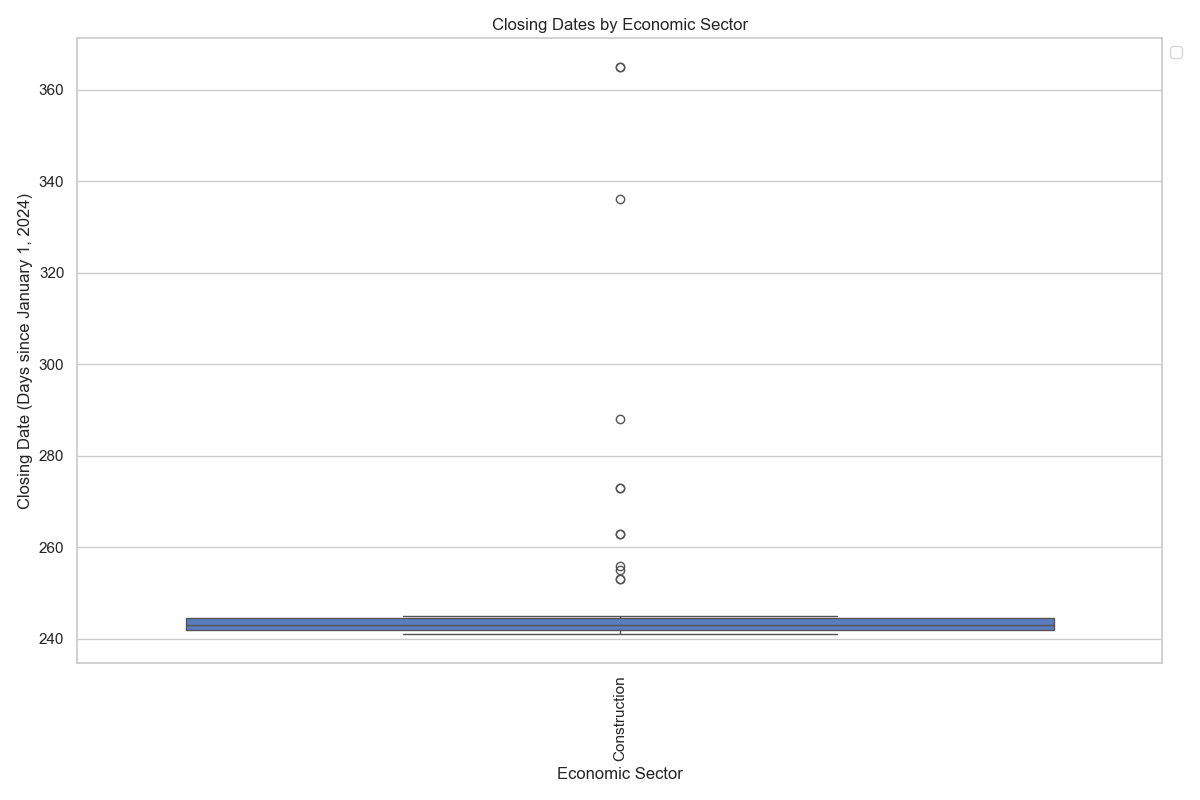 Closing Dates by Economic Sector
Closing Date (Days since January 1, 2024)
360
340
320
300
280
260
240
Construction
Economic Sector